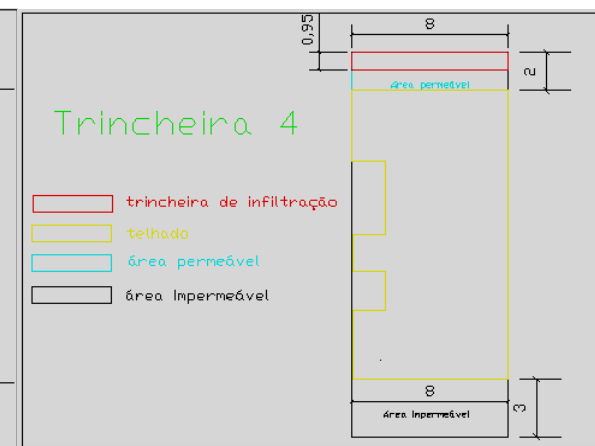 0,95
8
2
área permeável
Trincheira 4
trincheira de infiltração
telhado
área permeável
área Impermeável
8
3
área Impermeável